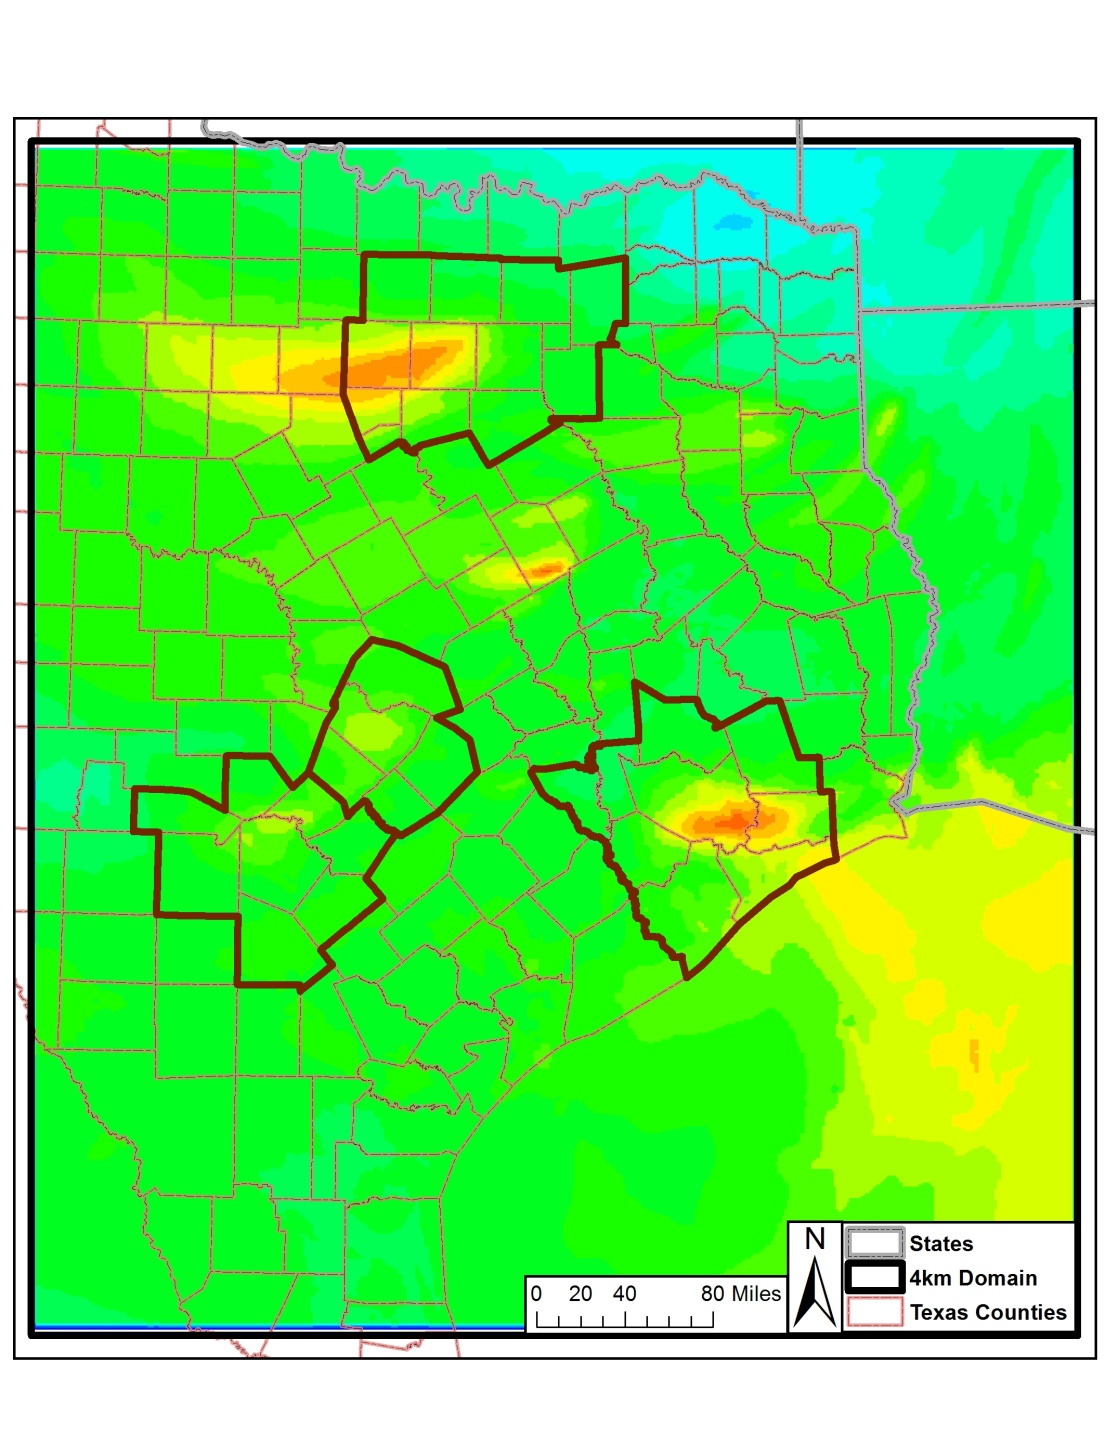 N
States
4km Domain
Texas Counties
0 20 40 80 Miles